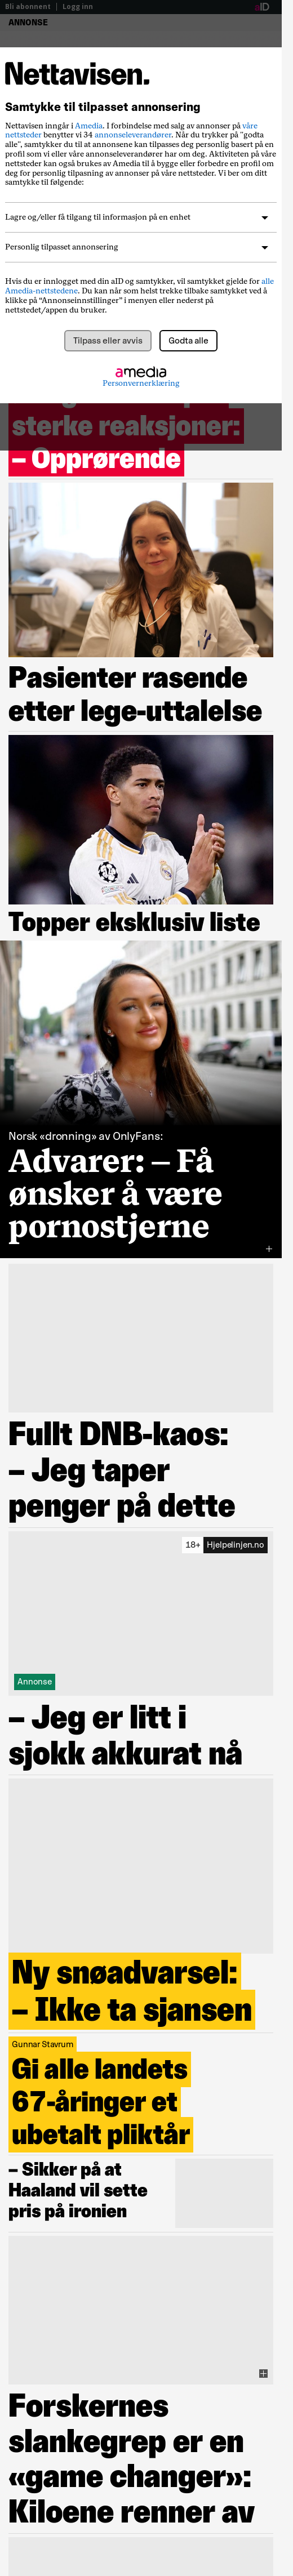 Bli abonnent | Logg inn
aID
ANNONSE
Nettavisen.
Samtykke til tilpasset annonsering
Nettavisen inngår i Amedia. I forbindelse med salg av annonser på våre
nettsteder benytter vi 34 annonseleverandører. Når du trykker på "godta
alle", samtykker du til at annonsene kan tilpasses deg personlig basert på en
profil som vi eller våre annonseleverandører har om deg. Aktiviteten på våre
nettsteder kan også brukes av Amedia til å bygge eller forbedre en profil om
deg for personlig tilpasning av annonser på våre nettsteder. Vi ber om ditt
samtykke til følgende:
Lagre og/eller få tilgang til informasjon på en enhet
Personlig tilpasset annonsering
Hvis du er innlogget med din aID og samtykker, vil samtykket gjelde for alle
Amedia-nettstedene. Du kan når som helst trekke tilbake samtykket ved å
klikke på “Annonseinnstillinger” i menyen eller nederst på
nettstedet/appen du bruker.
Tilpass eller avvis
Godta alle
amedia
Personvernerklæring
sterke reaksjoner:
– Opprørende
Pasienter rasende
etter lege-uttalelse
Topper eksklusiv liste
Norsk «dronning» av OnlyFans:
Advarer: – Få
ønsker å være
pornostjerne
Fullt DNB-kaos:
– Jeg taper
penger på dette
18+ Hjelpelinjen.no
Annonse
– Jeg er litt i
sjokk akkurat nå
Ny snøadvarsel:
– Ikke ta sjansen
Gunnar Stavrum
Gi alle landets
67-åringer et
ubetalt pliktår
– Sikker på at
Haaland vil sette
pris på ironien
Forskernes
slankegrep er en
«game changer»:
Kiloene renner av